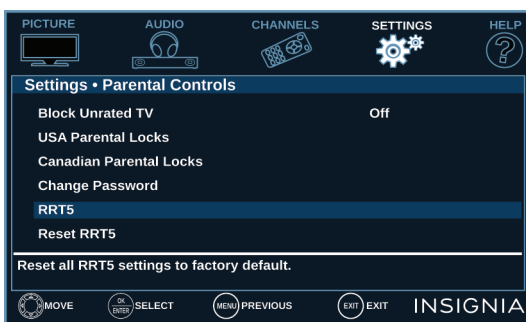 PICTURE AUDIO CHANNELS SETTINGS HELP
Settings • Parental Controls
Block Unrated TV Off
USA Parental Locks
Canadian Parental Locks
Change Password
RRT5
Reset RRT5
Reset all RRT5 settings to factory default.
MOVE OK ENTER SELECT MENU PREVIOUS EXIT EXIT INSIGNIA